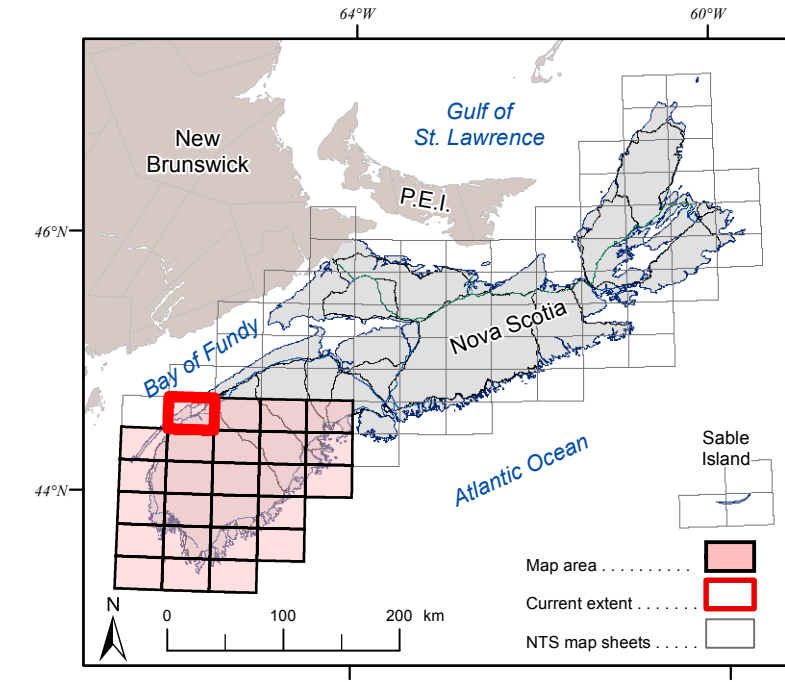 64°W
60°W
Gulf of
St. Lawrence
New
Brunswick
P.E.I.
46°N
Nova Scotia
Bay of Fundy
Sable
Island
Atlantic Ocean
44°N
Map area . . . . . . . . . .
Current extent . . . . . . .
NTS map sheets . . . . .
N
0 100 200 km